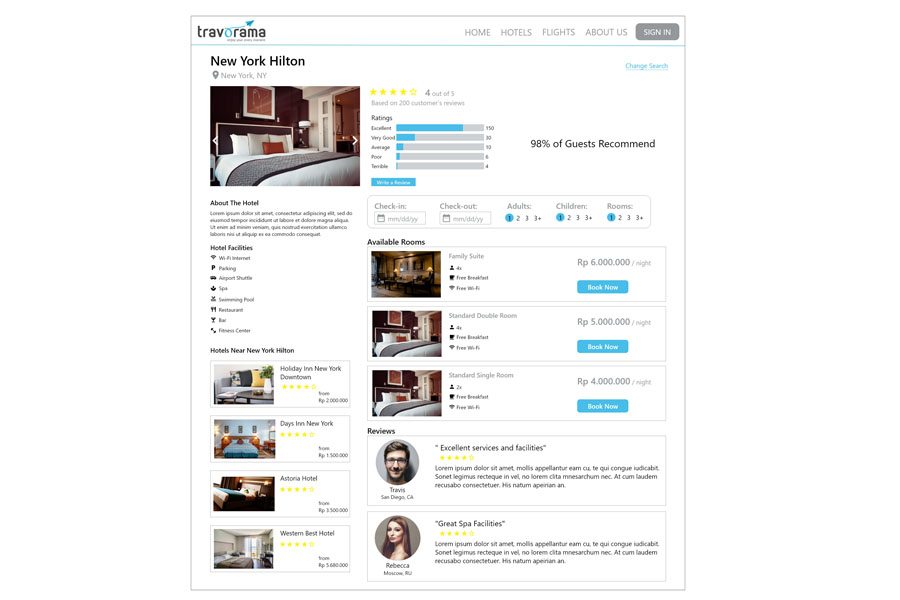 travorama
enjoy your every moment
HOME HOTELS FLIGHTS ABOUT US SIGN IN
New York Hilton
New York, NY
Change Search
4 out of 5
Based on 200 customer's reviews
Ratings
Excellent 150
Very Good 30
Average 10
Poor 6
Terrible 4
98% of Guests Recommend
Write a Review
About The Hotel
Lorem ipsum dolor sit amet, consectetur adipiscing elit, sed do
eiusmod tempor incididunt ut labore et dolore magna aliqua.
Ut enim ad minim veniam, quis nostrud exercitation ullamco
laboris nisi ut aliquip ex ea commodo consequat
Hotel Facilities
Wi-Fi Internet
Parking
Airport Shuttle
Spa
Swimming Pool
Restaurant
Bar
Fitness Center
Hotels Near New York Hilton
Holiday Inn New York
Downtown
from
Rp 2.000.000
Days Inn New York
from
Rp 1.500.000
Astoria Hotel
from
Rp 3.500.000
Western Best Hotel
from
Rp 5.680.000
Check-in: Check-out: Adults: Children: Rooms:
mm/dd/yy mm/dd/yy 1 2 3 3+ 1 2 3 3+ 1 2 3 3+
Available Rooms
Family Suite
4x
Free Breakfast
Free Wi-Fi
Rp 6.000.000 / night
Book Now
Standard Double Room
4x
Free Breakfast
Free Wi-Fi
Rp 5.000.000 / night
Book Now
Standard Single Room
2x
Free Breakfast
Free Wi-Fi
Rp 4.000.000 / night
Book Now
Reviews
" Excellent services and facilities"
Lorem ipsum dolor sit amet, mollis appellantur eam cu, te qui congue iudicabit.
Sonet legimus recteque in vel, no lorem clita mnesarchum nec. At cum laudem
recusabo consectetuer. His natum apeirian an.
Travis
San Diego, CA
"Great Spa Facilities"
Lorem ipsum dolor sit amet, mollis appellantur eam cu, te qui congue iudicabit.
Sonet legimus recteque in vel, no lorem clita mnesarchum nec. At cum laudem
recusabo consectetuer. His natum apeirian an.
Rebecca
Moscow, RU